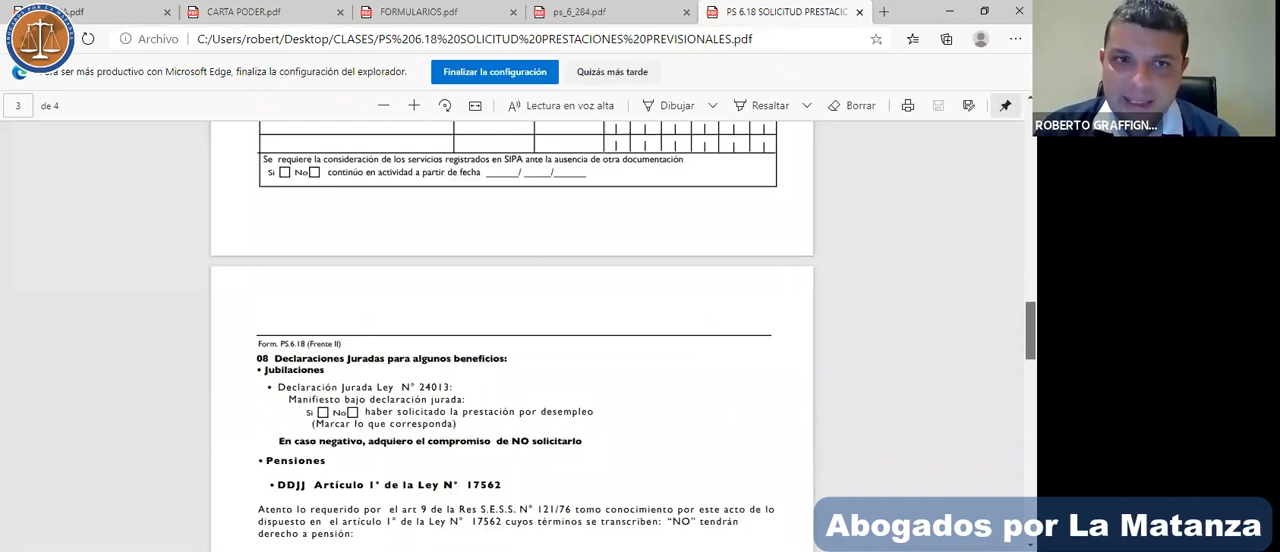 .pdf
CARTA PODER.pdf
FORMULARIOS.pdf
ps_6_284.pdf
PS 6.18 SOLICITUD PRESTACIC
Archivo
C:/Users/robert/Desktop/CLASES/PS%206.18%20SOLICITUD%20PRESTACIONES%20PREVISIONALES.pdf
ser más productivo con Microsoft Edge, finaliza la configuración del explorador.
Finalizar la configuración
Quizás más tarde
3 de 4
Lectura en voz alta
Dibujar
Resaltar
Borrar
ROBERTO GRAFFIGN...
Se requiere la consideración de los servicios registrados en SIPA ante la ausencia de otra documentación
Si No continúo en actividad a partir de fecha ______/ _____/______
Form. PS.6.18 (Frente II)
08 Declaraciones Juradas para algunos beneficios:
• Jubilaciones
• Declaración Jurada Ley N° 24013:
Manifiesto bajo declaración jurada:
Si No haber solicitado la prestación por desempleo
(Marcar lo que corresponda)
En caso negativo, adquiero el compromiso de NO solicitarlo
• Pensiones
• DDJJ Artículo 1° de la Ley N° 17562
Atento lo requerido por el art 9 de la Res S.E.S.S. N° 121/76 tomo conocimiento por este acto de lo
dispuesto en el artículo 1° de la Ley N° 17562 cuyos términos se transcriben: “NO” tendrán
derecho a pensión:
Abogados por La Matanza